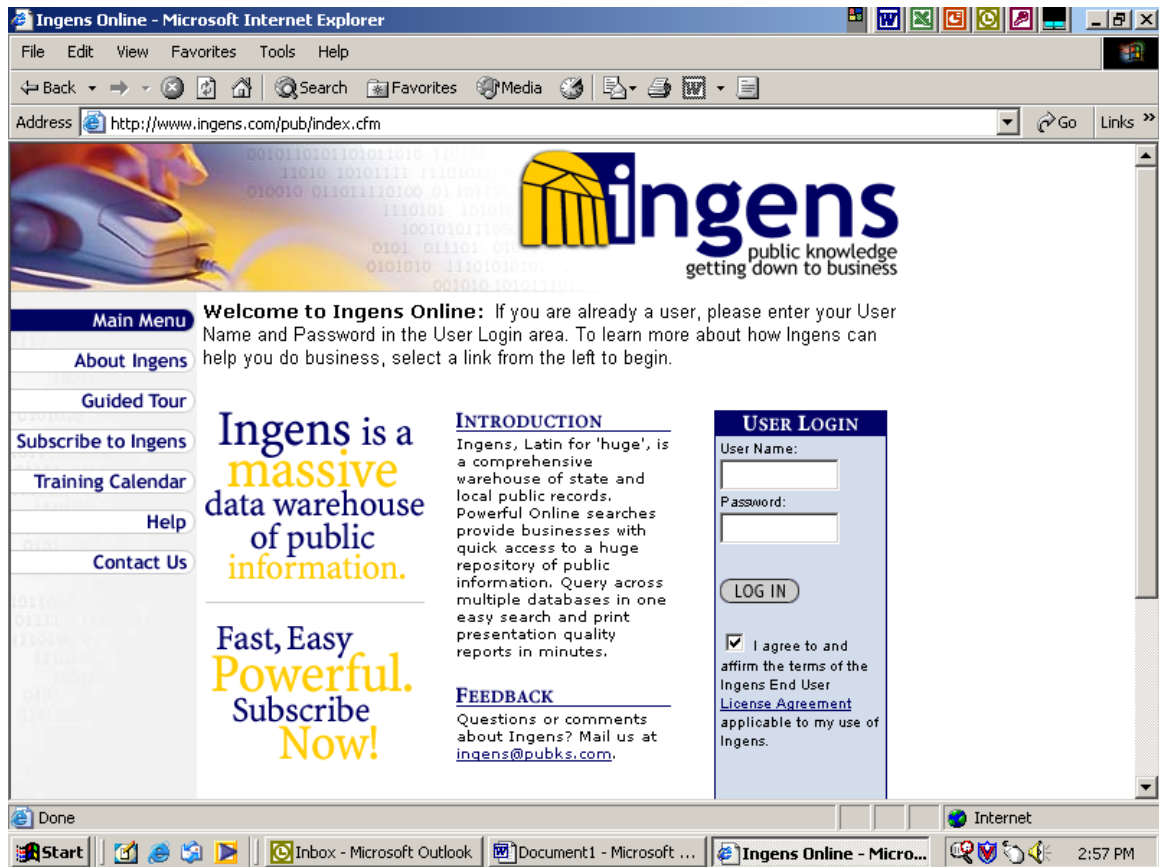 Ingens Online - Microsoft Internet Explorer
File Edit View Favorites Tools Help
Back Search Favorites Media
Address http://www.ingens.com/pub/index.cfm Go Links »
ingens
public knowledge
getting down to business
Main Menu
About Ingens
Guided Tour
Subscribe to Ingens
Training Calendar
Help
Contact Us
Welcome to Ingens Online: If you are already a user, please enter your User
Name and Password in the User Login area. To learn more about how Ingens can
help you do business, select a link from the left to begin.
Ingens is a
massive
data warehouse
of public
information.
Fast, Easy
Powerful.
Subscribe
Now!
INTRODUCTION
Ingens, Latin for 'huge', is
a comprehensive
warehouse of state and
local public records.
Powerful Online searches
provide businesses with
quick access to a huge
repository of public
information. Query across
multiple databases in one
easy search and print
presentation quality
reports in minutes.
FEEDBACK
Questions or comments
about Ingens? Mail us at
ingens@pubks.com.
USER LOGIN
User Name:
Password:
LOG IN
I agree to and
affirm the terms of the
Ingens End User
License Agreement
applicable to my use of
Ingens.
Done Internet
Start Inbox - Microsoft Outlook Document1 - Microsoft ... Ingens Online - Micro... 2:57 PM